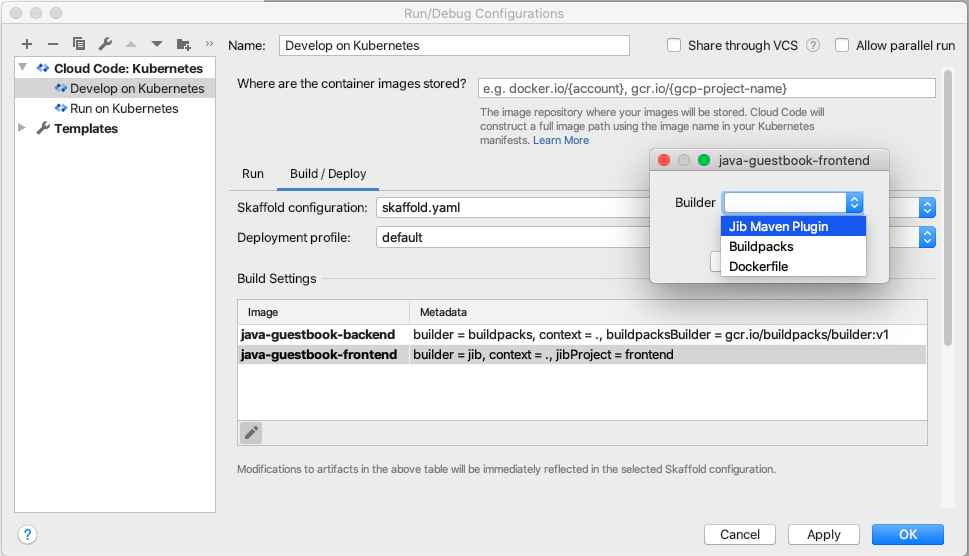 Run/Debug Configurations
Name: Develop on Kubernetes
Share through VCS ?
Allow parallel run
Cloud Code: Kubernetes
Develop on Kubernetes
Run on Kubernetes
Templates
Where are the container images stored? e.g. docker.io/{account}, gcr.io/{gcp-project-name}
The image repository where your images will be stored. Cloud Code will
construct a full image path using the image name in your Kubernetes
manifests. Learn More
Run Build / Deploy
Skaffold configuration: skaffold.yaml
Deployment profile: default
java-guestbook-frontend
Builder
Jib Maven Plugin
Buildpacks
Dockerfile
Build Settings
Image Metadata
java-guestbook-backend builder = buildpacks, context = ., buildpacksBuilder = gcr.io/buildpacks/builder:v1
java-guestbook-frontend builder = jib, context = ., jibProject = frontend
Modifications to artifacts in the above table will be immediately reflected in the selected Skaffold configuration.
? Cancel Apply OK